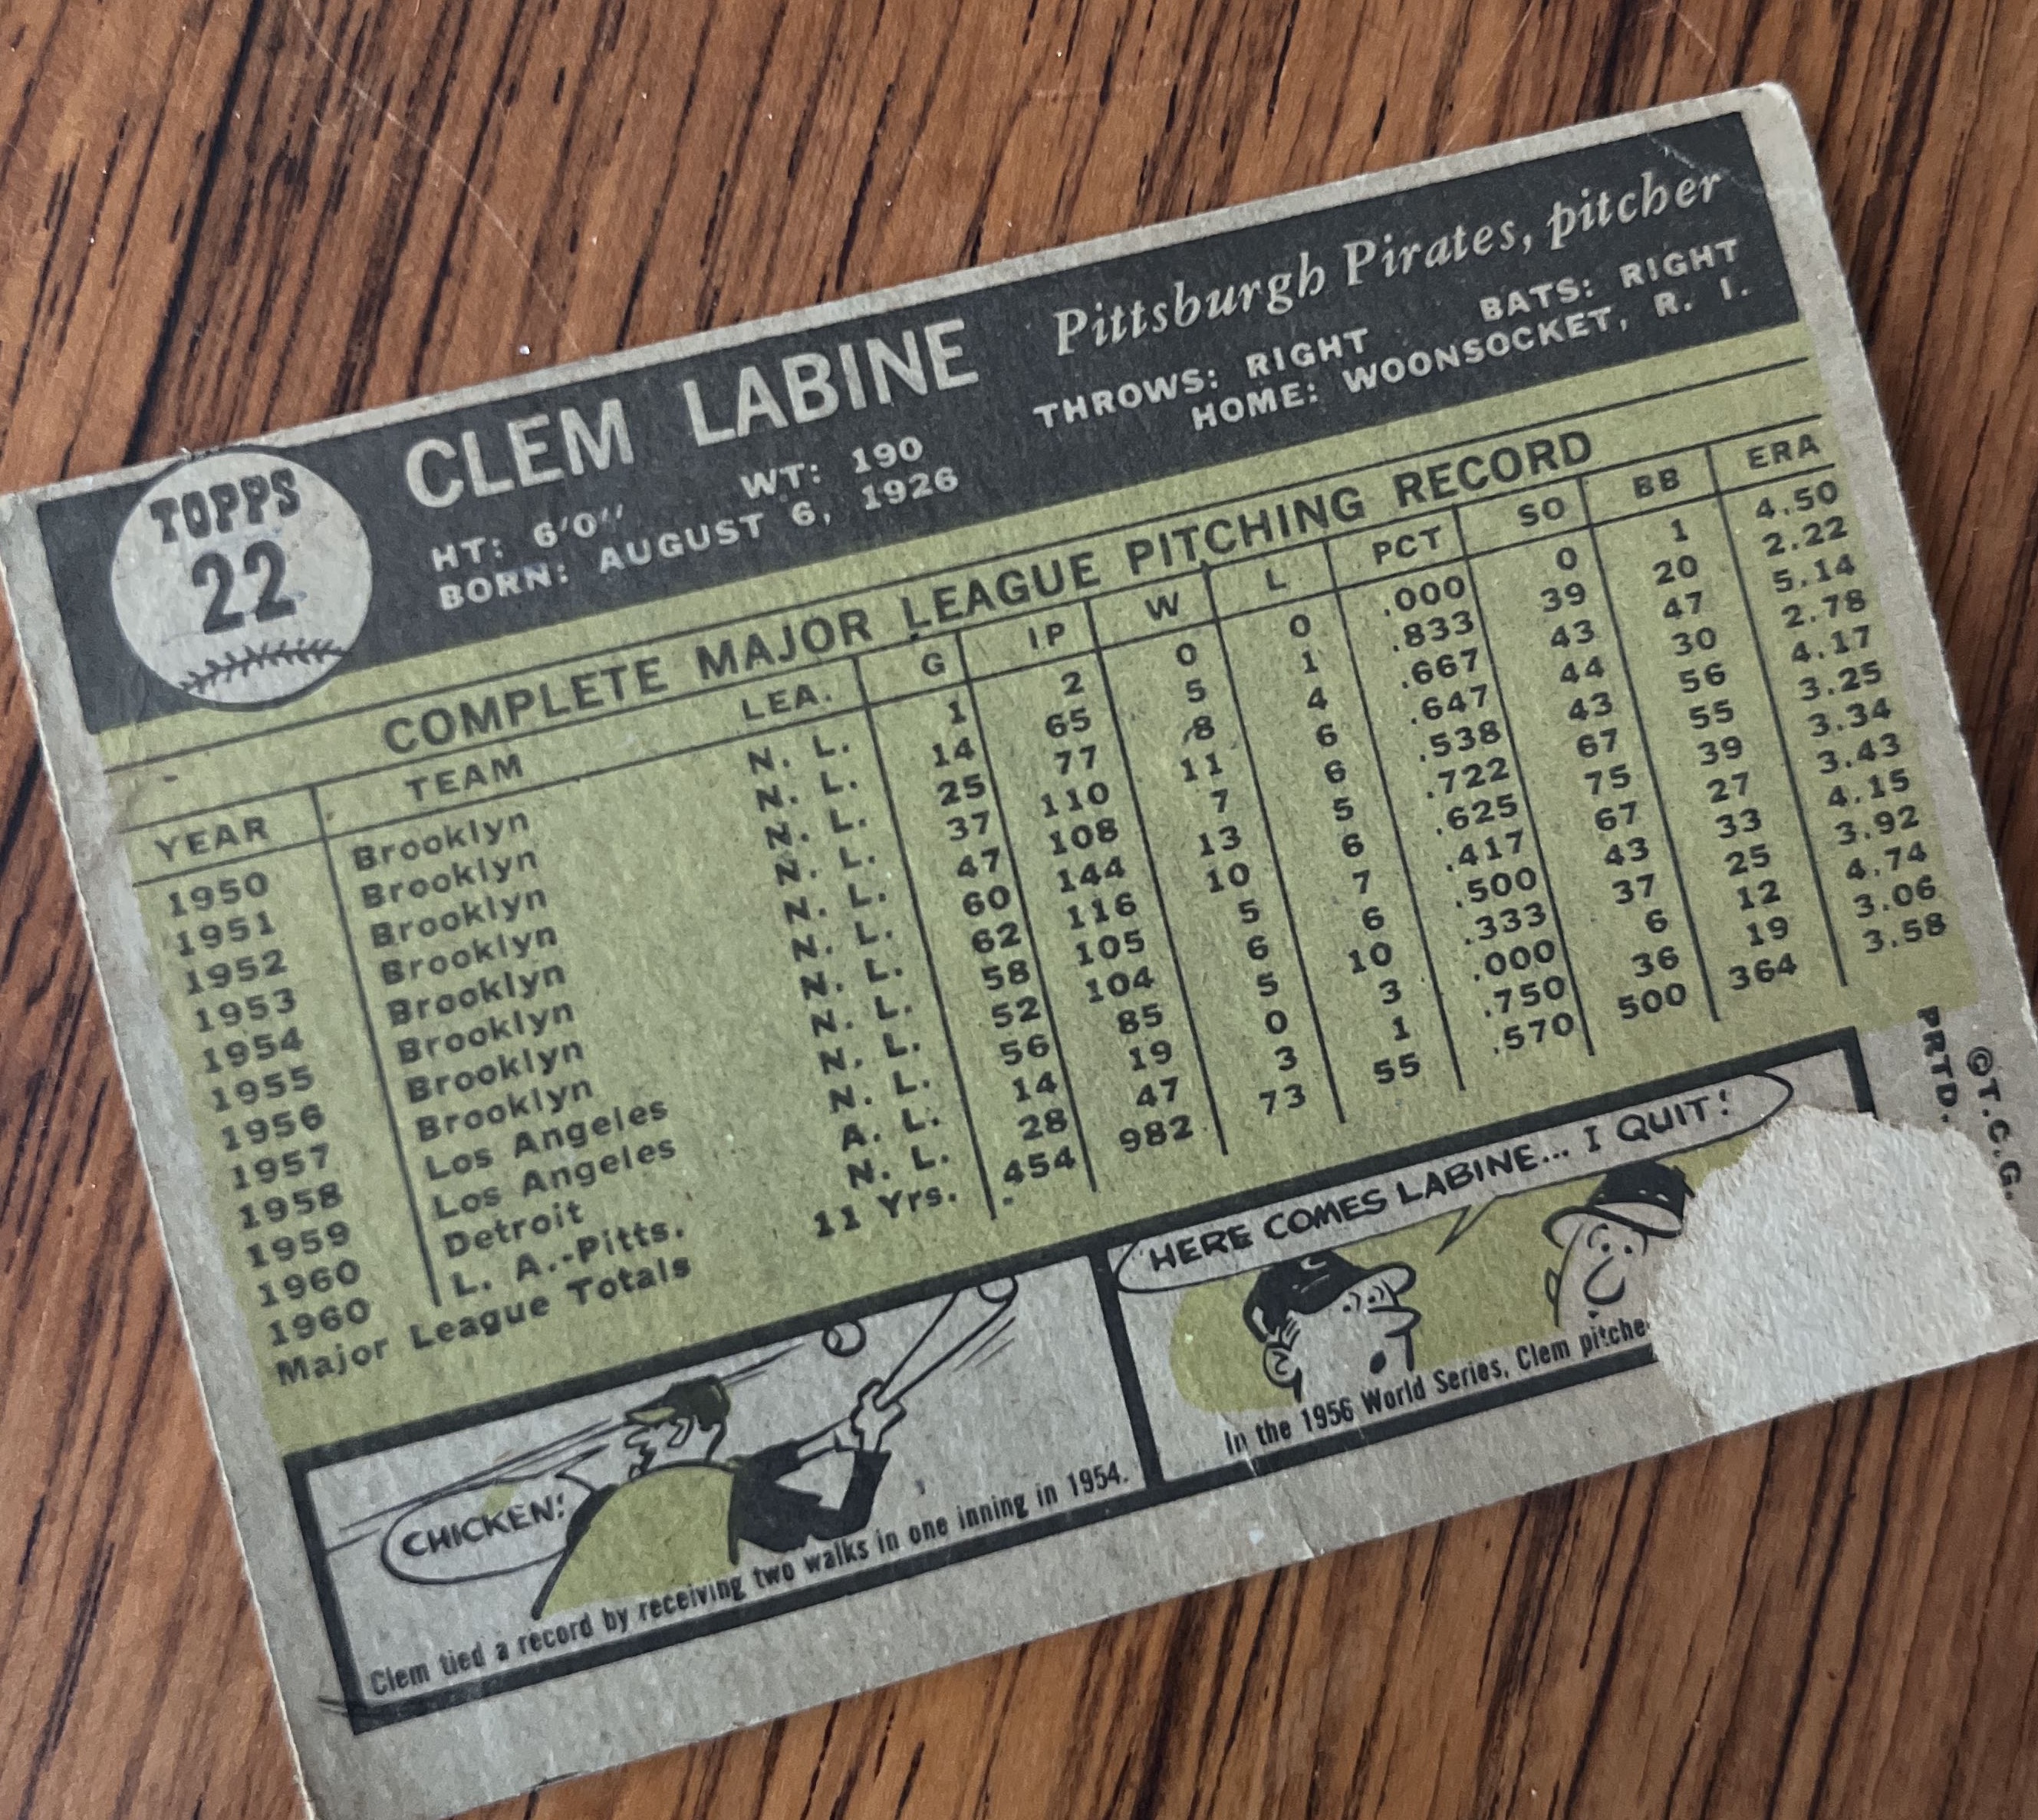 TOPPS
22
CLEM LABINE Pittsburgh Pirates, pitcher
HT: 6'0" WT: 190 THROWS: RIGHT BATS: RIGHT
BORN: AUGUST 6, 1926 HOME: WOONSOCKET, R. I.
COMPLETE MAJOR LEAGUE PITCHING RECORD
YEAR TEAM LEA. G IP W L PCT SO BB ERA
1950 Brooklyn N. L. 1 2 0 0 .000 0 1 4.50
1951 Brooklyn N. L. 14 65 5 1 .833 39 20 2.22
1952 Brooklyn N. L. 25 77 8 4 .667 43 47 5.14
1953 Brooklyn N. L. 37 110 11 6 .647 44 30 2.78
1954 Brooklyn N. L. 47 108 7 6 .538 43 56 4.17
1955 Brooklyn N. L. 60 144 13 5 .722 67 55 3.25
1956 Brooklyn N. L. 62 116 10 6 .625 75 39 3.34
1957 Brooklyn N. L. 58 105 5 7 .417 67 27 3.43
1958 Los Angeles N. L. 52 104 6 6 .500 43 33 4.15
1959 Los Angeles N. L. 56 85 5 10 .333 37 25 3.92
1960 Detroit A. L. 14 19 0 3 .000 6 12 4.74
1960 L. A.-Pitts. N. L. 28 47 3 1 .750 36 19 3.06
Major League Totals 11 Yrs. 454 982 73 55 .570 500 364 3.58
CHICKEN!
Clem tied a record by receiving two walks in one inning in 1954.
HERE COMES LABINE... I QUIT!
In the 1956 World Series, Clem pitche
©T.C.G.
PRTD.